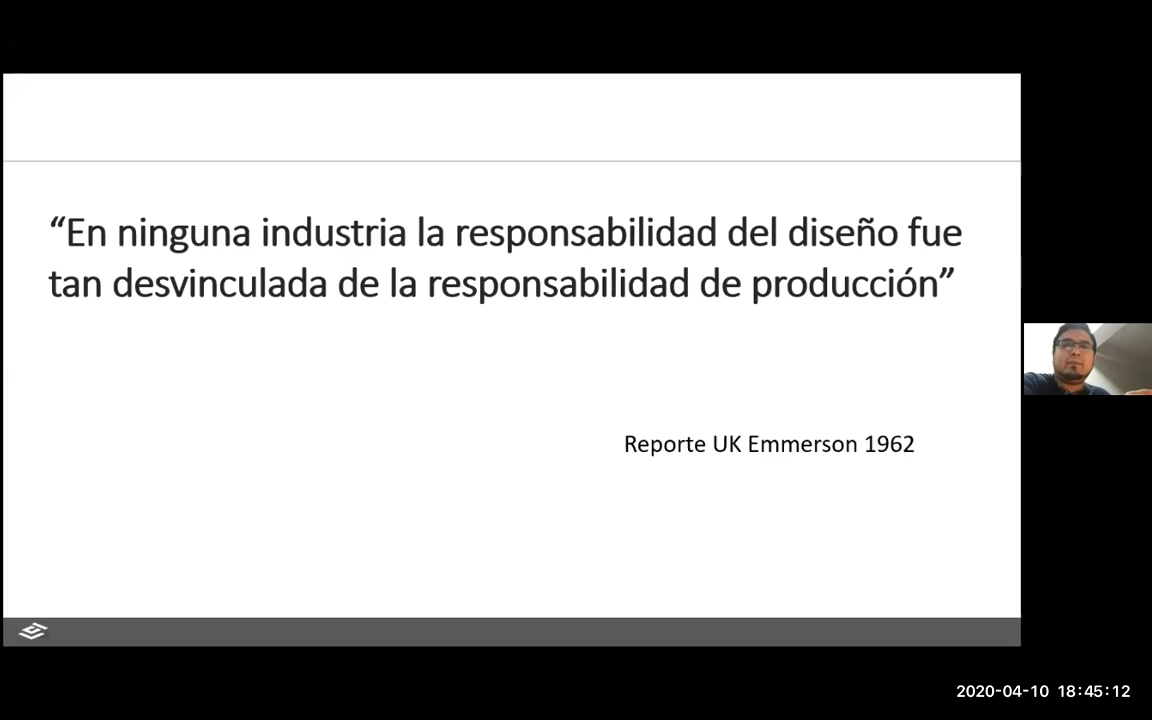 “En ninguna industria la responsabilidad del diseño fue
tan desvinculada de la responsabilidad de producción”
Reporte UK Emmerson 1962
2020-04-10 18:45:12